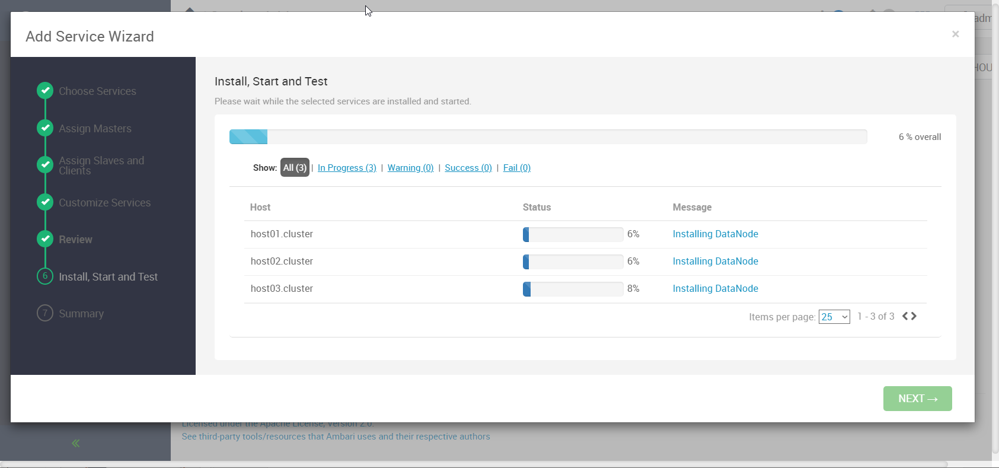 adm
Add Service Wizard
×
HOU
Choose Services
Assign Masters
Assign Slaves and
Clients
Customize Services
Review
6 Install, Start and Test
7 Summary
Install, Start and Test
Please wait while the selected services are installed and started.
6 % overall
Show: All (3) | In Progress (3) | Warning (0) | Success (0) | Fail (0)
Host Status Message
host01.cluster 6% Installing DataNode
host02.cluster 6% Installing DataNode
host03.cluster 8% Installing DataNode
Items per page: 25 1 - 3 of 3
NEXT →
Licensed under the Apache License, Version 2.0.
See third-party tools/resources that Ambari uses and their respective authors